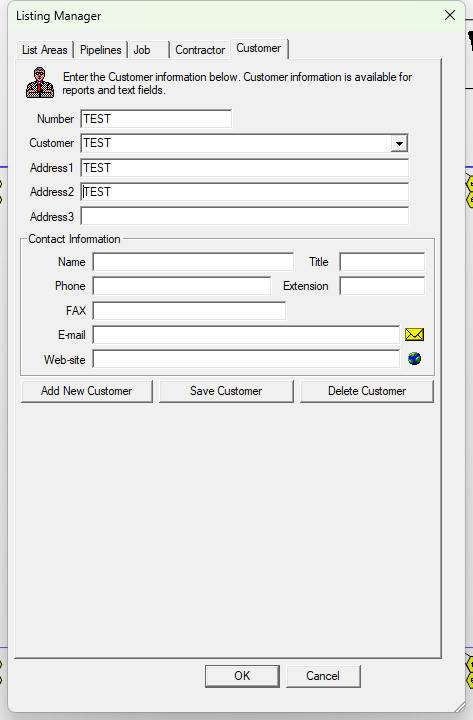 Listing Manager
List Areas Pipelines Job Contractor Customer
Enter the Customer information below. Customer information is available for
reports and text fields.
Number TEST
Customer TEST
Address1 TEST
Address2 TEST
Address3
Contact Information
Name Title
Phone Extension
FAX
E-mail
Web-site
Add New Customer Save Customer Delete Customer
OK Cancel